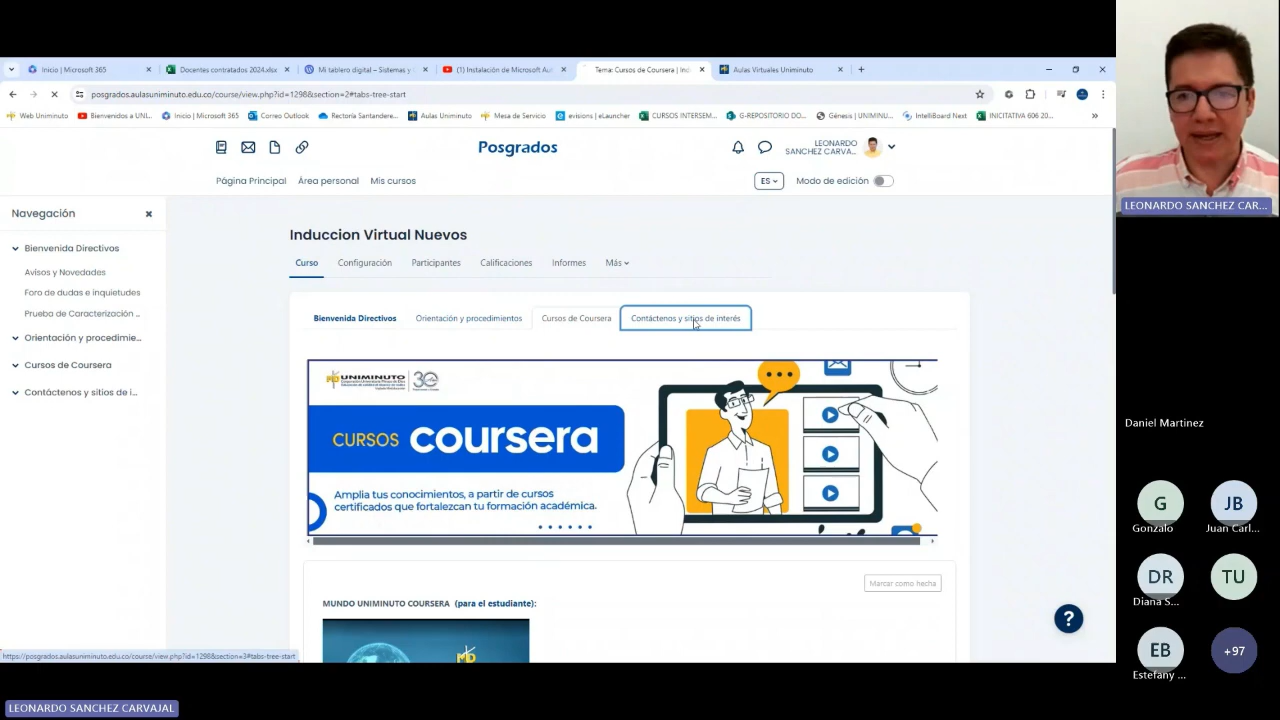 Inicio | Microsoft 365
Docentes contratados 2024.xlsx
Mi tablero digital – Sistemas y
(1) Instalación de Microsoft Au
Tema: Cursos de Coursera | Ind
Aulas Virtuales Uniminuto
posgrados.aulasuniminuto.edu.co/course/view.php?id=1298&section=2#tabs-tree-start
Web Uniminuto
Bienvenidos a UNI...
Inicio | Microsoft 365
Correo Outlook
Rectoría Santandere...
Aulas Uniminuto
Mesa de Servicio
evisions | eLauncher
CURSOS INTERSEM...
G-REPOSITORIO DO...
Génesis | UNIMIU...
IntelliBoard Next
INICITATIVA 606 20...
Posgrados
LEONARDO
SANCHEZ CARVA...
Página Principal
Área personal
Mis cursos
ES
Modo de edición
Navegación
Bienvenida Directivos
Avisos y Novedades
Foro de dudas e inquietudes
Prueba de Caracterización ..
Orientación y procedimie...
Cursos de Coursera
Contáctenos y sitios de i...
Induccion Virtual Nuevos
Curso
Configuración
Participantes
Calificaciones
Informes
Más
Bienvenida Directivos
Orientación y procedimientos
Cursos de Coursera
Contáctenos y sitios de interés
UNIMINUTO
30
CURSOS coursera
Amplia tus conocimientos, a partir de cursos
certificados que fortalezcan tu formación académica.
Marcar como hecha
MUNDO UNIMINUTO COURSERA (para el estudiante):
?
https://posgrados.aulasuniminuto.edu.co/course/view.php?id=1298&section=3#tabs-tree-start
LEONARDO SANCHEZ CARVAJAL
LEONARDO SANCHEZ CAR...
Daniel Martinez
G
Gonzalo
JB
Juan Carl...
DR
Diana S...
TU
EB
Estefany ...
+97